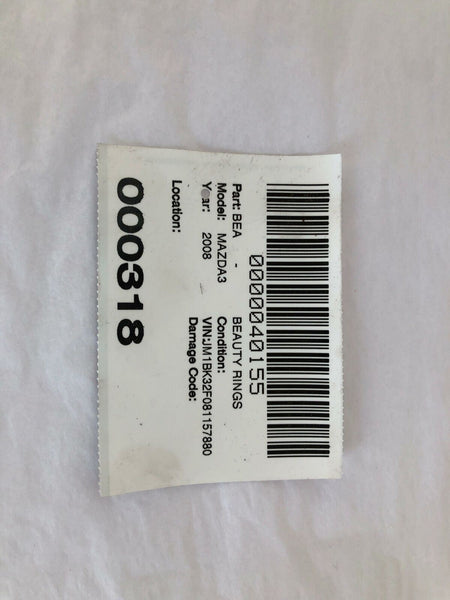 0000040155
Part: BEA - BEAUTY RINGS
Model: MAZDA3 Condition:
Year: 2008 VIN:JM1BK32F081157880
Damage Code:
Location:
000318